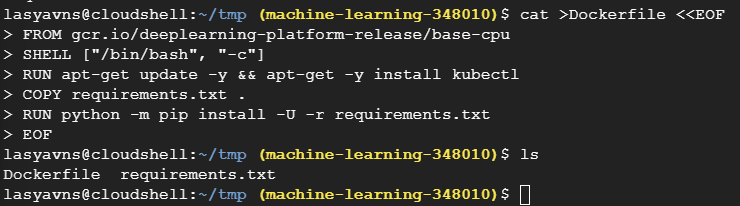 lasyavns@cloudshell:~/tmp (machine-learning-348010)$ cat >Dockerfile <<EOF
> FROM gcr.io/deeplearning-platform-release/base-cpu
> SHELL ["/bin/bash", "-c"]
> RUN apt-get update -y && apt-get -y install kubectl
> COPY requirements.txt .
> RUN python -m pip install -U -r requirements.txt
> EOF
lasyavns@cloudshell:~/tmp (machine-learning-348010)$ ls
Dockerfile  requirements.txt
lasyavns@cloudshell:~/tmp (machine-learning-348010)$